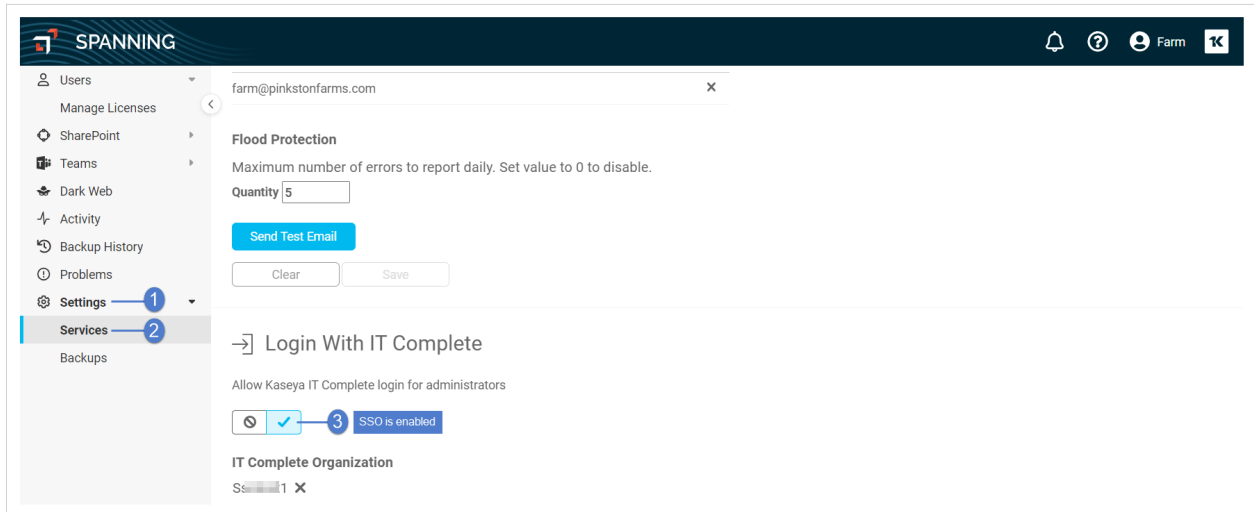 SPANNING
Farm
Users
Manage Licenses
SharePoint
Teams
Dark Web
Activity
Backup History
Problems
Settings 1
Services 2
Backups
farm@pinkstonfarms.com
Flood Protection
Maximum number of errors to report daily. Set value to 0 to disable.
Quantity 5
Send Test Email
Clear Save
Login With IT Complete
Allow Kaseya IT Complete login for administrators
3 SSO is enabled
IT Complete Organization